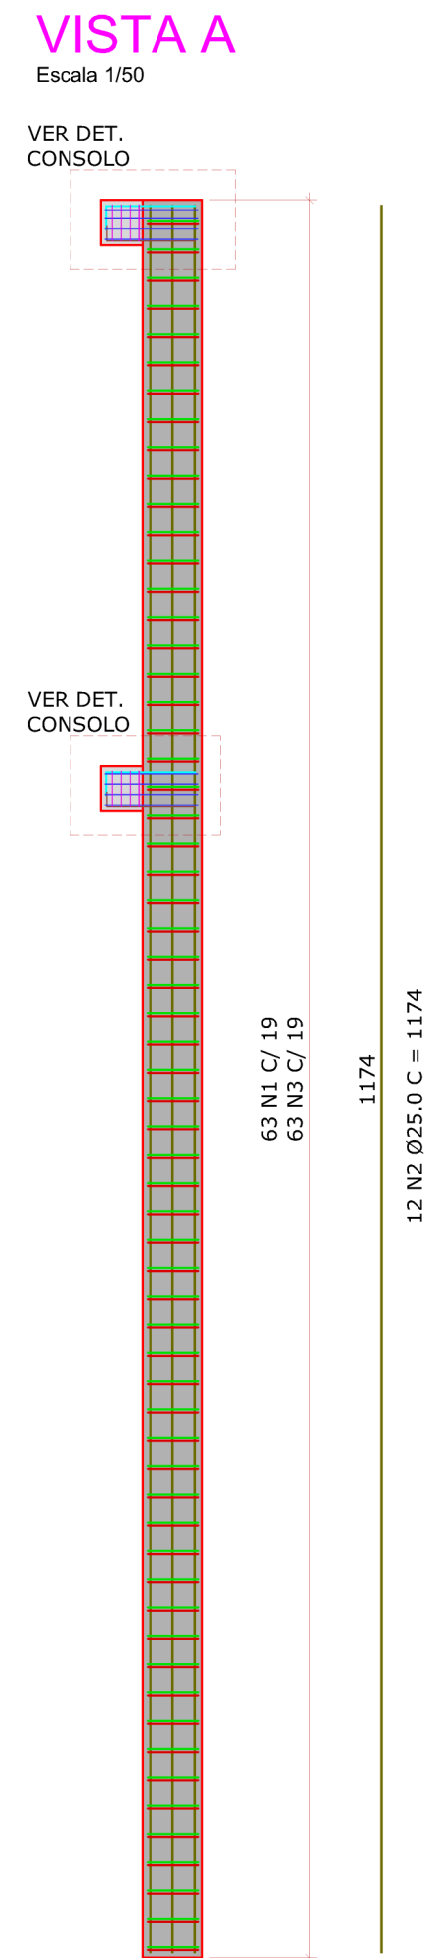 VISTA A
Escala 1/50
VER DET.
CONSOLO
VER DET.
CONSOLO
63 N1 C/ 19
63 N3 C/ 19
1174
12 N2 Ø25.0 C = 1174